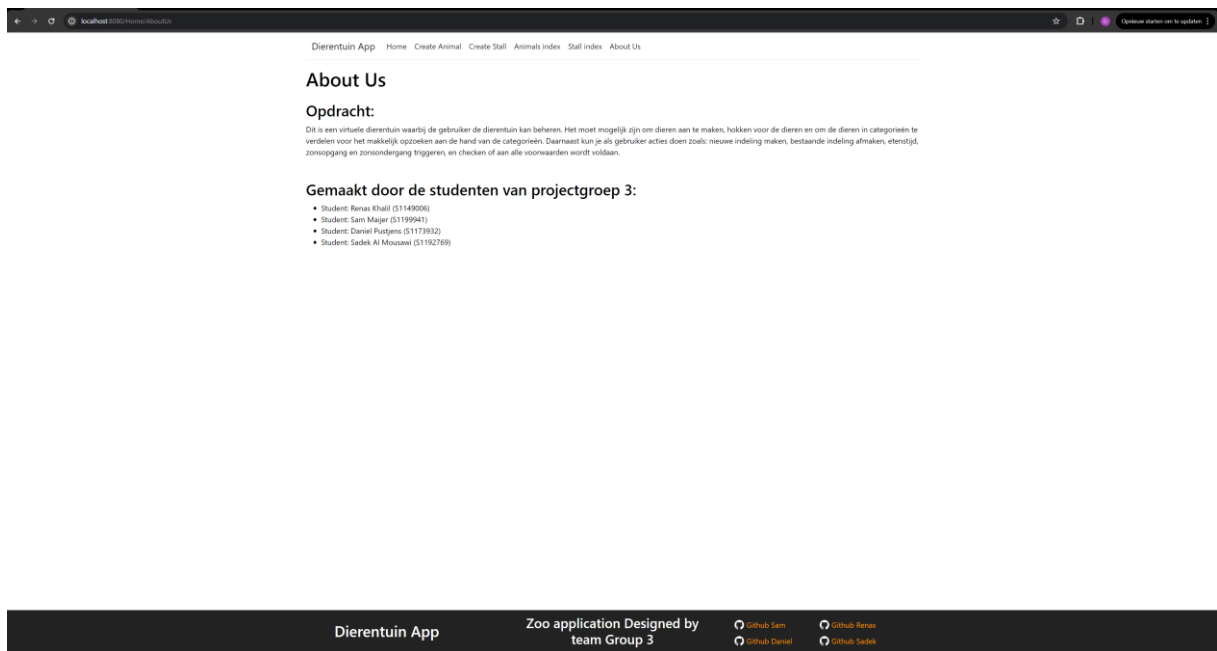 localhost:8080/Home/AboutUs
Opnieuw starten om te updaten
Dierentuin App Home Create Animal Create Stall Animals index Stall index About Us
About Us
Opdracht:
Dit is een virtuele dierentuin waarbij de gebruiker de dierentuin kan beheren. Het moet mogelijk zijn om dieren aan te maken, hokken voor de dieren en om de dieren in categorieën te
verdelen voor het makkelijk opzoeken aan de hand van de categorieën. Daarnaast kun je als gebruiker acties doen zoals: nieuwe indeling maken, bestaande indeling afmaken, etenstijd,
zonsopgang en zonsondergang triggeren, en checken of aan alle voorwaarden wordt voldaan.
Gemaakt door de studenten van projectgroep 3:
• Student: Renas Khalil (S1149006)
• Student: Sam Maijer (S1199941)
• Student: Daniel Pustjens (S1173932)
• Student: Sadek Al Mousawi (S1192769)
Dierentuin App
Zoo application Designed by
team Group 3
Github Sam Github Renas
Github Daniel Github Sadek